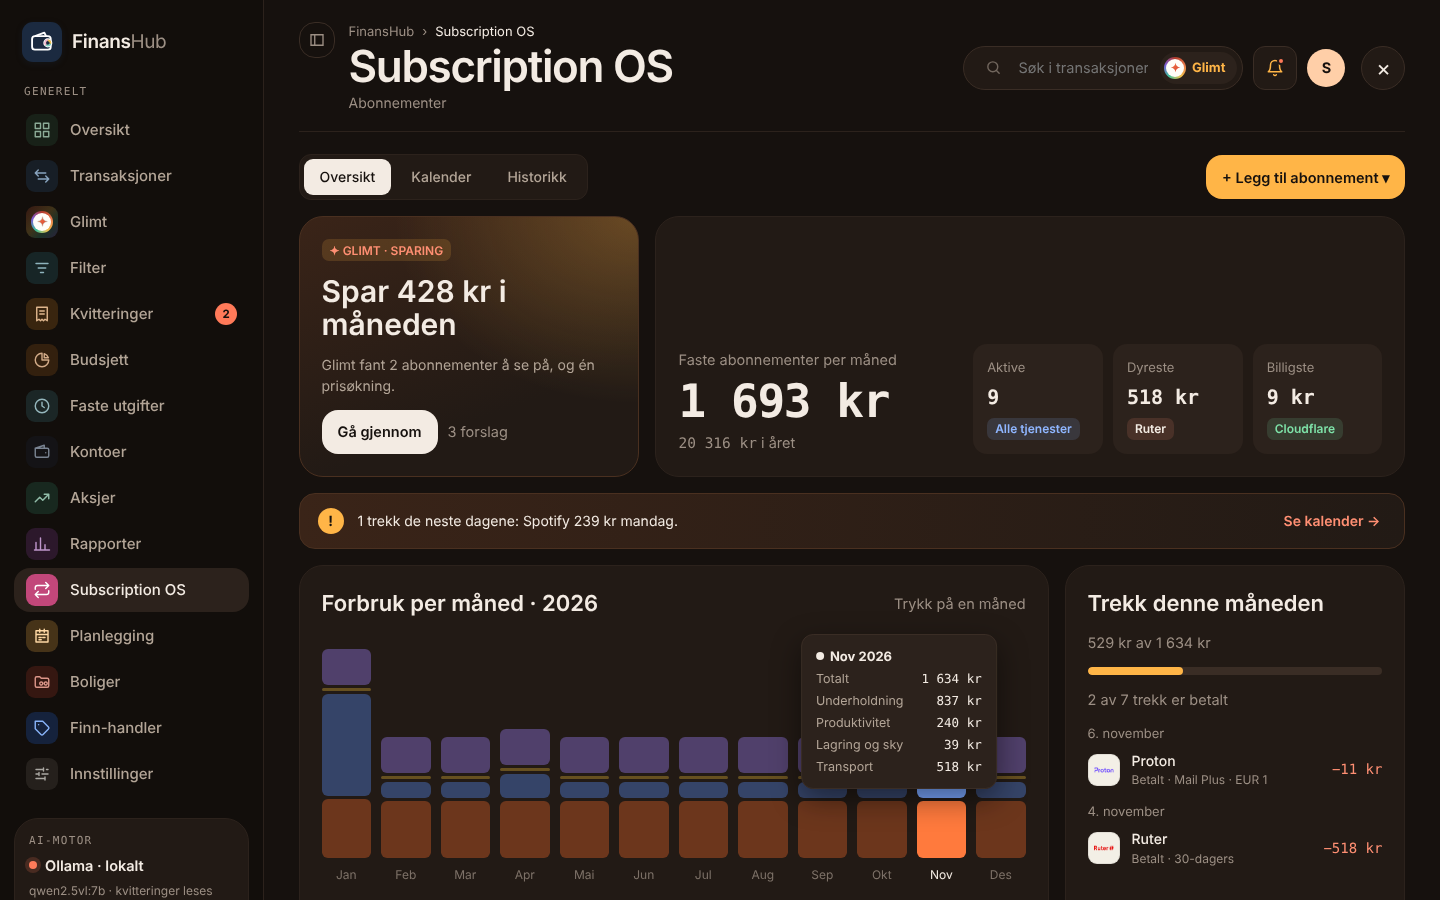 FinansHub
GENERELT
Oversikt
Transaksjoner
Glimt
Filter
Kvitteringer
2
Budsjett
Faste utgifter
Kontoer
Aksjer
Rapporter
Subscription OS
Planlegging
Boliger
Finn-handler
Innstillinger
AI-MOTOR
Ollama · lokalt
qwen2.5vl:7b · kvitteringer leses
FinansHub › Subscription OS
Subscription OS
Abonnementer
Søk i transaksjoner
Glimt
S
Oversikt
Kalender
Historikk
+ Legg til abonnement ▾
✦ GLIMT · SPARING
Spar 428 kr i
måneden
Glimt fant 2 abonnementer å se på, og én
prisøkning.
Gå gjennom
3 forslag
Faste abonnementer per måned
1 693 kr
20 316 kr i året
Aktive
9
Alle tjenester
Dyreste
518 kr
Ruter
Billigste
9 kr
Cloudflare
!
1 trekk de neste dagene: Spotify 239 kr mandag.
Se kalender →
Forbruk per måned · 2026
Trykk på en måned
Nov 2026
Totalt 1 634 kr
Underholdning 837 kr
Produktivitet 240 kr
Lagring og sky 39 kr
Transport 518 kr
Jan Feb Mar Apr Mai Jun Jul Aug Sep Okt Nov Des
Trekk denne måneden
529 kr av 1 634 kr
2 av 7 trekk er betalt
6. november
Proton
Proton
Betalt · Mail Plus · EUR 1
−11 kr
4. november
Ruter#
Ruter
Betalt · 30-dagers
−518 kr